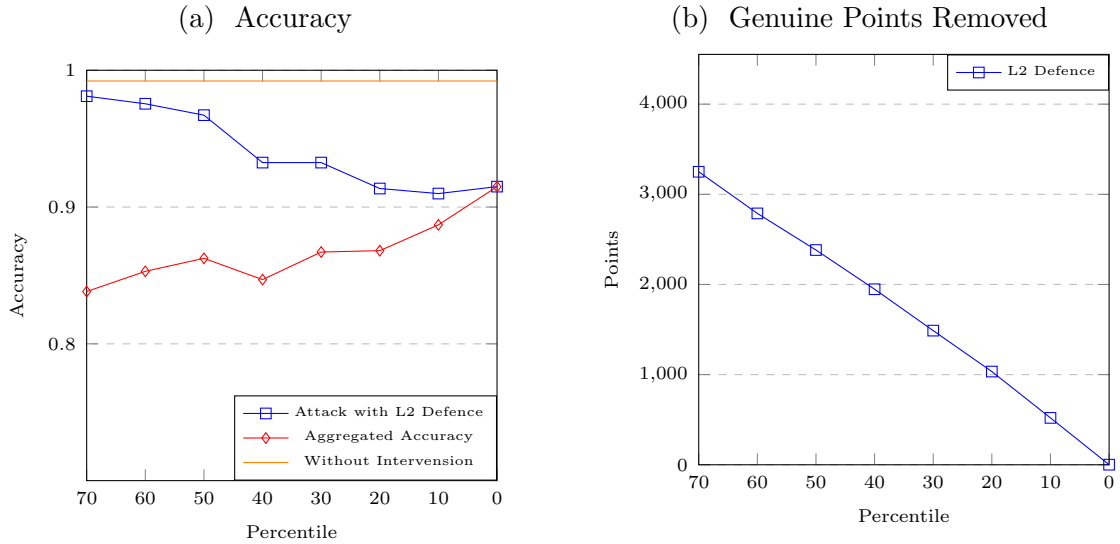 (a) Accuracy
1
0.9
0.8
Accuracy
70 60 50 40 30 20 10 0
Percentile
Attack with L2 Defence
Aggregated Accuracy
Without Intervension
(b) Genuine Points Removed
4,000
3,000
2,000
1,000
0
Points
70 60 50 40 30 20 10 0
Percentile
L2 Defence